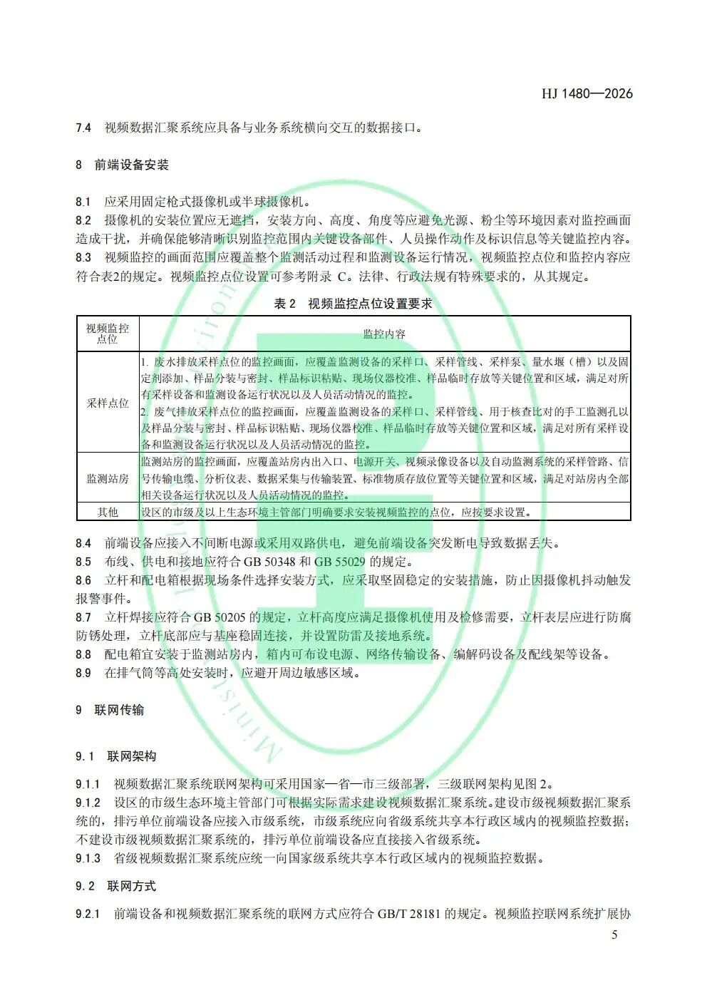 HJ 1480—2026
7.4 视频数据汇聚系统应具备与业务系统横向交互的数据接口。
8 前端设备安装
8.1 应采用固定枪式摄像机或半球摄像机。
8.2 摄像机的安装位置应无遮挡，安装方向、高度、角度等应避免光源、粉尘等环境因素对监控画面
造成干扰，并确保能够清晰识别监控范围内关键设备部件、人员操作动作及标识信息等关键监控内容。
8.3 视频监控的画面范围应覆盖整个监测活动过程和监测设备运行情况，视频监控点位和监控内容应
符合表2的规定。视频监控点位设置可参考附录 C。法律、行政法规有特殊要求的，从其规定。
表 2 视频监控点位设置要求
视频监控
点位
监控内容
采样点位
1. 废水排放采样点位的监控画面，应覆盖监测设备的采样口、采样管线、采样泵、量水堰（槽）以及固
定剂添加、样品分装与密封、样品标识粘贴、现场仪器校准、样品临时存放等关键位置和区域，满足对所
有采样设备和监测设备运行状况以及人员活动情况的监控。
2. 废气排放采样点位的监控画面，应覆盖监测设备的采样口、采样管线、用于核查比对的手工监测孔以
及样品分装与密封、样品标识粘贴、现场仪器校准、样品临时存放等关键位置和区域，满足对所有采样设
备和监测设备运行状况以及人员活动情况的监控。
监测站房
监测站房的监控画面，应覆盖站房内出入口、电源开关、视频录像设备以及自动监测系统的采样管路、信
号传输电缆、分析仪表、数据采集与传输装置、标准物质存放位置等关键位置和区域，满足对站房内全部
相关设备运行状况以及人员活动情况的监控。
其他
设区的市级及以上生态环境主管部门明确要求安装视频监控的点位，应按要求设置。
8.4 前端设备应接入不间断电源或采用双路供电，避免前端设备突发断电导致数据丢失。
8.5 布线、供电和接地应符合 GB 50348 和 GB 55029 的规定。
8.6 立杆和配电箱根据现场条件选择安装方式，应采取坚固稳定的安装措施，防止因摄像机抖动触发
报警事件。
8.7 立杆焊接应符合 GB 50205 的规定，立杆高度应满足摄像机使用及检修需要，立杆表层应进行防腐
防锈处理，立杆底部应与基座稳固连接，并设置防雷及接地系统。
8.8 配电箱宜安装于监测站房内，箱内可布设电源、网络传输设备、编解码设备及配线架等设备。
8.9 在排气筒等高处安装时，应避开周边敏感区域。
9 联网传输
9.1 联网架构
9.1.1 视频数据汇聚系统联网架构可采用国家—省—市三级部署，三级联网架构见图 2。
9.1.2 设区的市级生态环境主管部门可根据实际需求建设视频数据汇聚系统。建设市级视频数据汇聚系
统的，排污单位前端设备应接入市级系统，市级系统应向省级系统共享本行政区域内的视频监控数据；
不建设市级视频数据汇聚系统的，排污单位前端设备应直接接入省级系统。
9.1.3 省级视频数据汇聚系统应统一向国家级系统共享本行政区域内的视频监控数据。
9.2 联网方式
9.2.1 前端设备和视频数据汇聚系统的联网方式应符合 GB/T 28181 的规定。视频监控联网系统扩展协
5
Ministry of Ecology and Environment